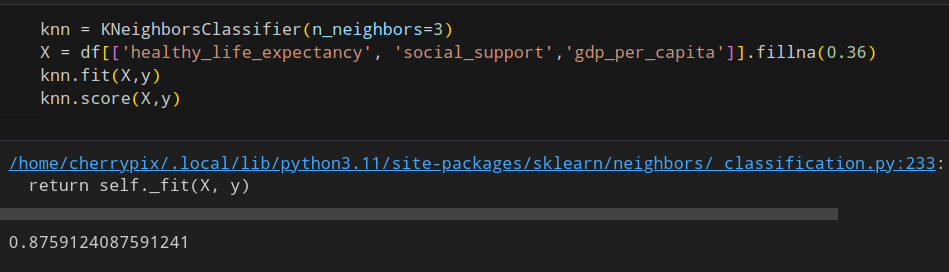 knn = KNeighborsClassifier(n_neighbors=3)
X = df[['healthy_life_expectancy', 'social_support','gdp_per_capita']].fillna(0.36)
knn.fit(X,y)
knn.score(X,y)
/home/cherrypix/.local/lib/python3.11/site-packages/sklearn/neighbors/_classification.py:233:
return self._fit(X, y)
0.8759124087591241